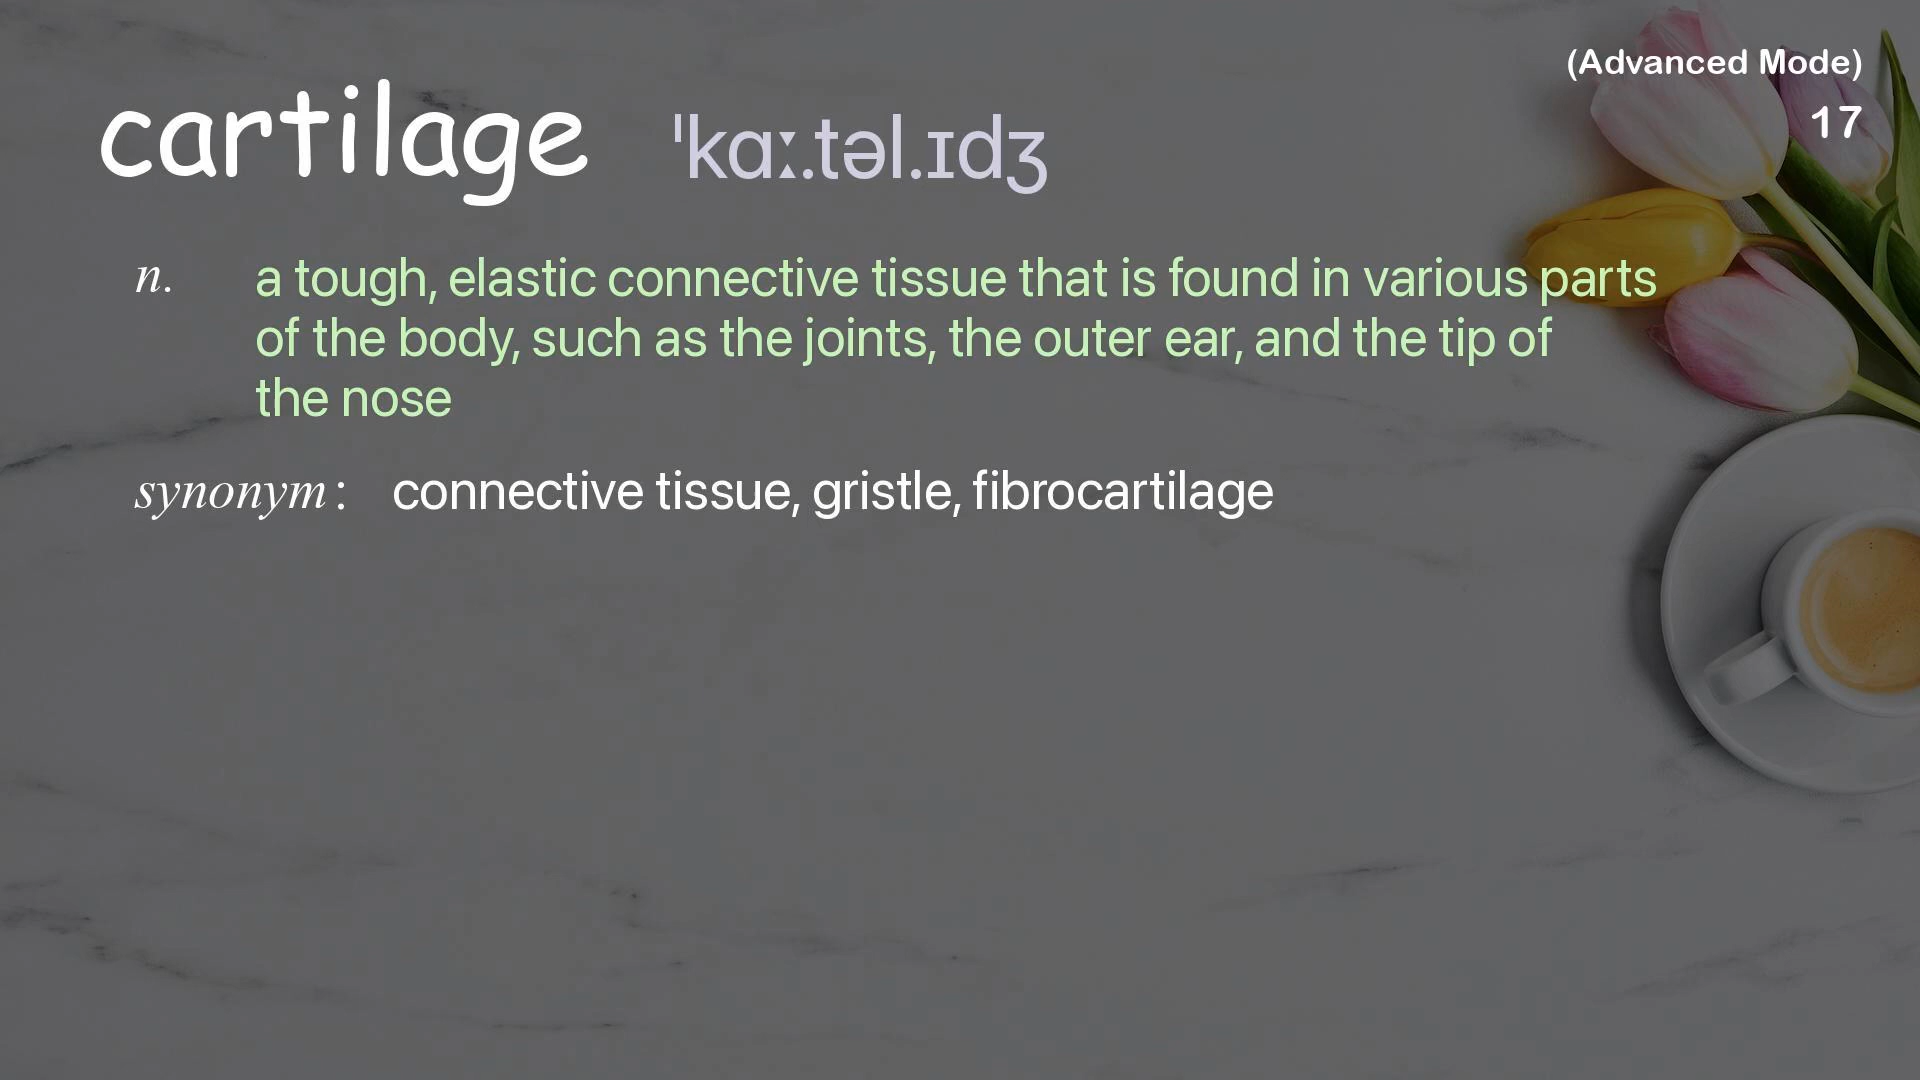 (Advanced Mode)
17
cartilage ˈkɑː.təl.ɪdʒ
n. a tough, elastic connective tissue that is found in various parts
of the body, such as the joints, the outer ear, and the tip of
the nose
synonym: connective tissue, gristle, fibrocartilage